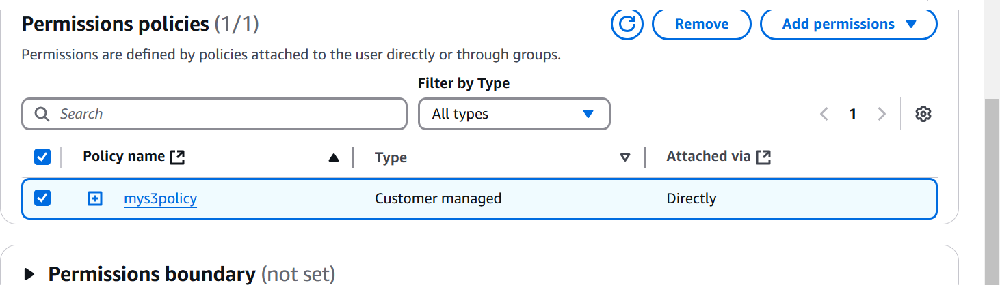 Permissions policies (1/1)
Remove
Add permissions
Permissions are defined by policies attached to the user directly or through groups.
Filter by Type
Search
All types
1
Policy name
Type
Attached via
mys3policy
Customer managed
Directly
Permissions boundary (not set)